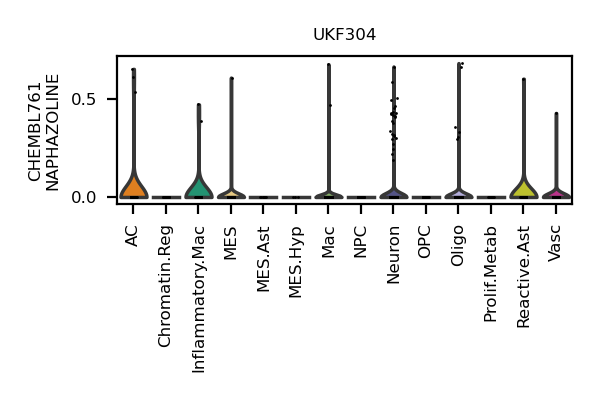 UKF304
CHEMBL761
NAPHAZOLINE
0.5
0.0
AC
Chromatin.Reg
Inflammatory.Mac
MES
MES.Ast
MES.Hyp
Mac
NPC
Neuron
OPC
Oligo
Prolif.Metab
Reactive.Ast
Vasc